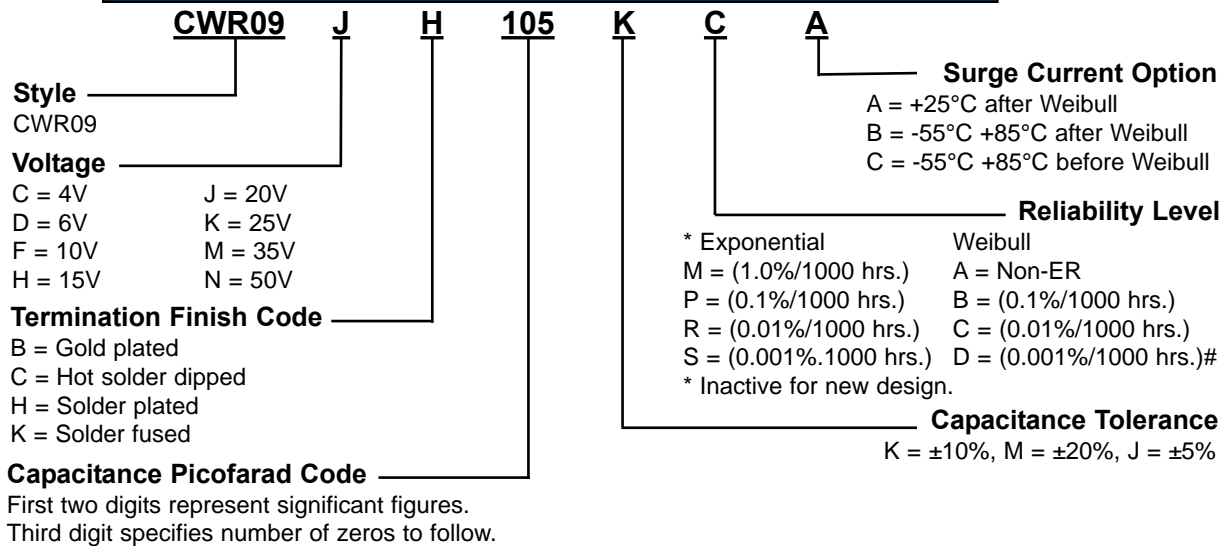 CWR09 J H 105 K C A
Style
CWR09
Voltage
C = 4V J = 20V
D = 6V K = 25V
F = 10V M = 35V
H = 15V N = 50V
Termination Finish Code
B = Gold plated
C = Hot solder dipped
H = Solder plated
K = Solder fused
Capacitance Picofarad Code
First two digits represent significant figures.
Third digit specifies number of zeros to follow.
Surge Current Option
A = +25°C after Weibull
B = -55°C +85°C after Weibull
C = -55°C +85°C before Weibull
Reliability Level
* Exponential Weibull
M = (1.0%/1000 hrs.) A = Non-ER
P = (0.1%/1000 hrs.) B = (0.1%/1000 hrs.)
R = (0.01%/1000 hrs.) C = (0.01%/1000 hrs.)
S = (0.001%.1000 hrs.) D = (0.001%/1000 hrs.)#
* Inactive for new design.
Capacitance Tolerance
K = ±10%, M = ±20%, J = ±5%